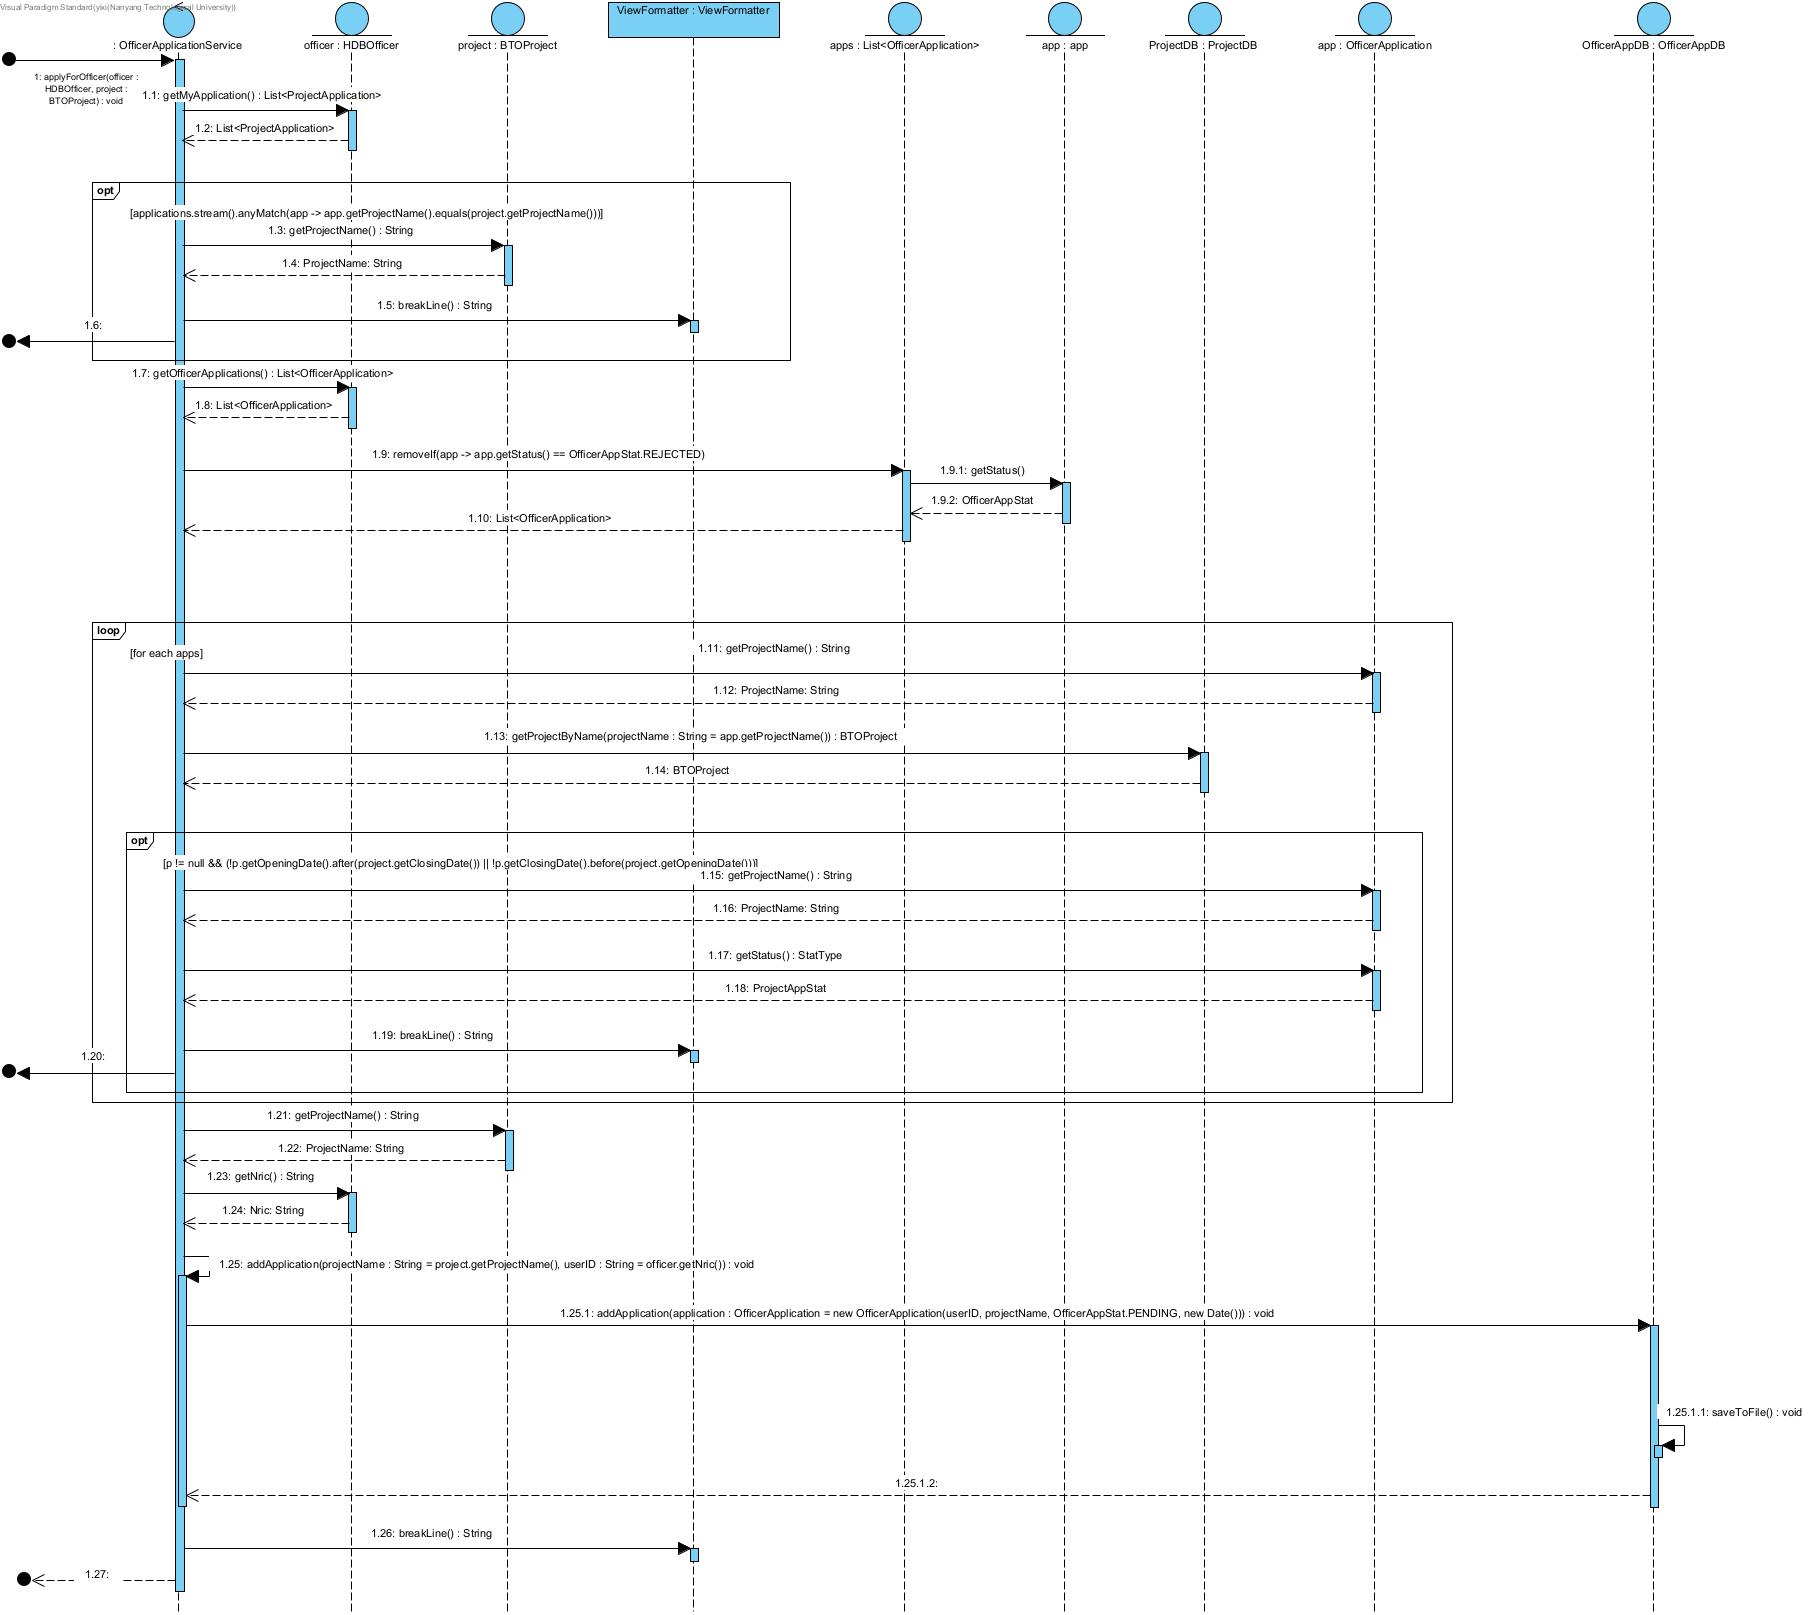 Visual Paradigm Standard(yixi(Nanyang Technological University))
: OfficerApplicationService
officer : HDBOfficer
project : BTOProject
ViewFormatter : ViewFormatter
apps : List<OfficerApplication>
app : app
ProjectDB : ProjectDB
app : OfficerApplication
OfficerAppDB : OfficerAppDB
1: applyForOfficer(officer :
HDBOfficer, project :
BTOProject) : void
1.1: getMyApplication() : List<ProjectApplication>
1.2: List<ProjectApplication>
opt
[applications.stream().anyMatch(app -> app.getProjectName().equals(project.getProjectName()))]
1.3: getProjectName() : String
1.4: ProjectName: String
1.5: breakLine() : String
1.6:
1.7: getOfficerApplications() : List<OfficerApplication>
1.8: List<OfficerApplication>
1.9: removeIf(app -> app.getStatus() == OfficerAppStat.REJECTED)
1.9.1: getStatus()
1.9.2: OfficerAppStat
1.10: List<OfficerApplication>
loop
[for each apps]
1.11: getProjectName() : String
1.12: ProjectName: String
1.13: getProjectByName(projectName : String = app.getProjectName()) : BTOProject
1.14: BTOProject
opt
[p != null && (!p.getOpeningDate().after(project.getClosingDate()) || !p.getClosingDate().before(project.getOpeningDate()))]
1.15: getProjectName() : String
1.16: ProjectName: String
1.17: getStatus() : StatType
1.18: ProjectAppStat
1.19: breakLine() : String
1.20:
1.21: getProjectName() : String
1.22: ProjectName: String
1.23: getNric() : String
1.24: Nric: String
1.25: addApplication(projectName : String = project.getProjectName(), userID : String = officer.getNric()) : void
1.25.1: addApplication(application : OfficerApplication = new OfficerApplication(userID, projectName, OfficerAppStat.PENDING, new Date())) : void
1.25.1.1: saveToFile() : void
1.25.1.2:
1.26: breakLine() : String
1.27: